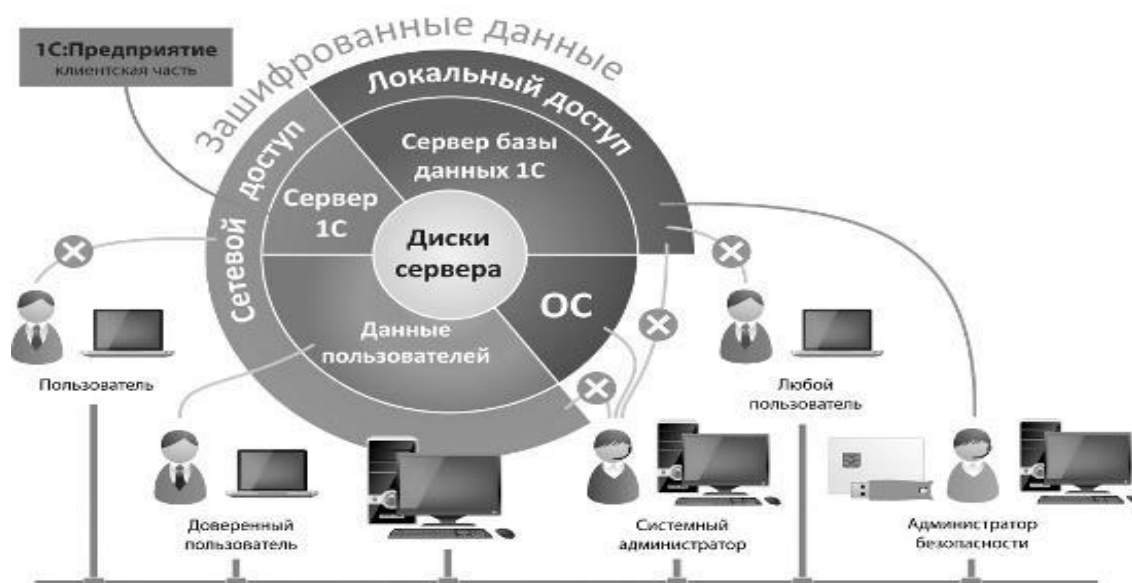 1С:Предприятие
клиентская часть
Зашифрованные данные
Локальный доступ
Сетевой доступ
Сервер базы
данных 1С
Сервер
1С
Диски
сервера
ОС
Данные
пользователей
Пользователь
Любой
пользователь
Доверенный
пользователь
Системный
администратор
Администратор
безопасности